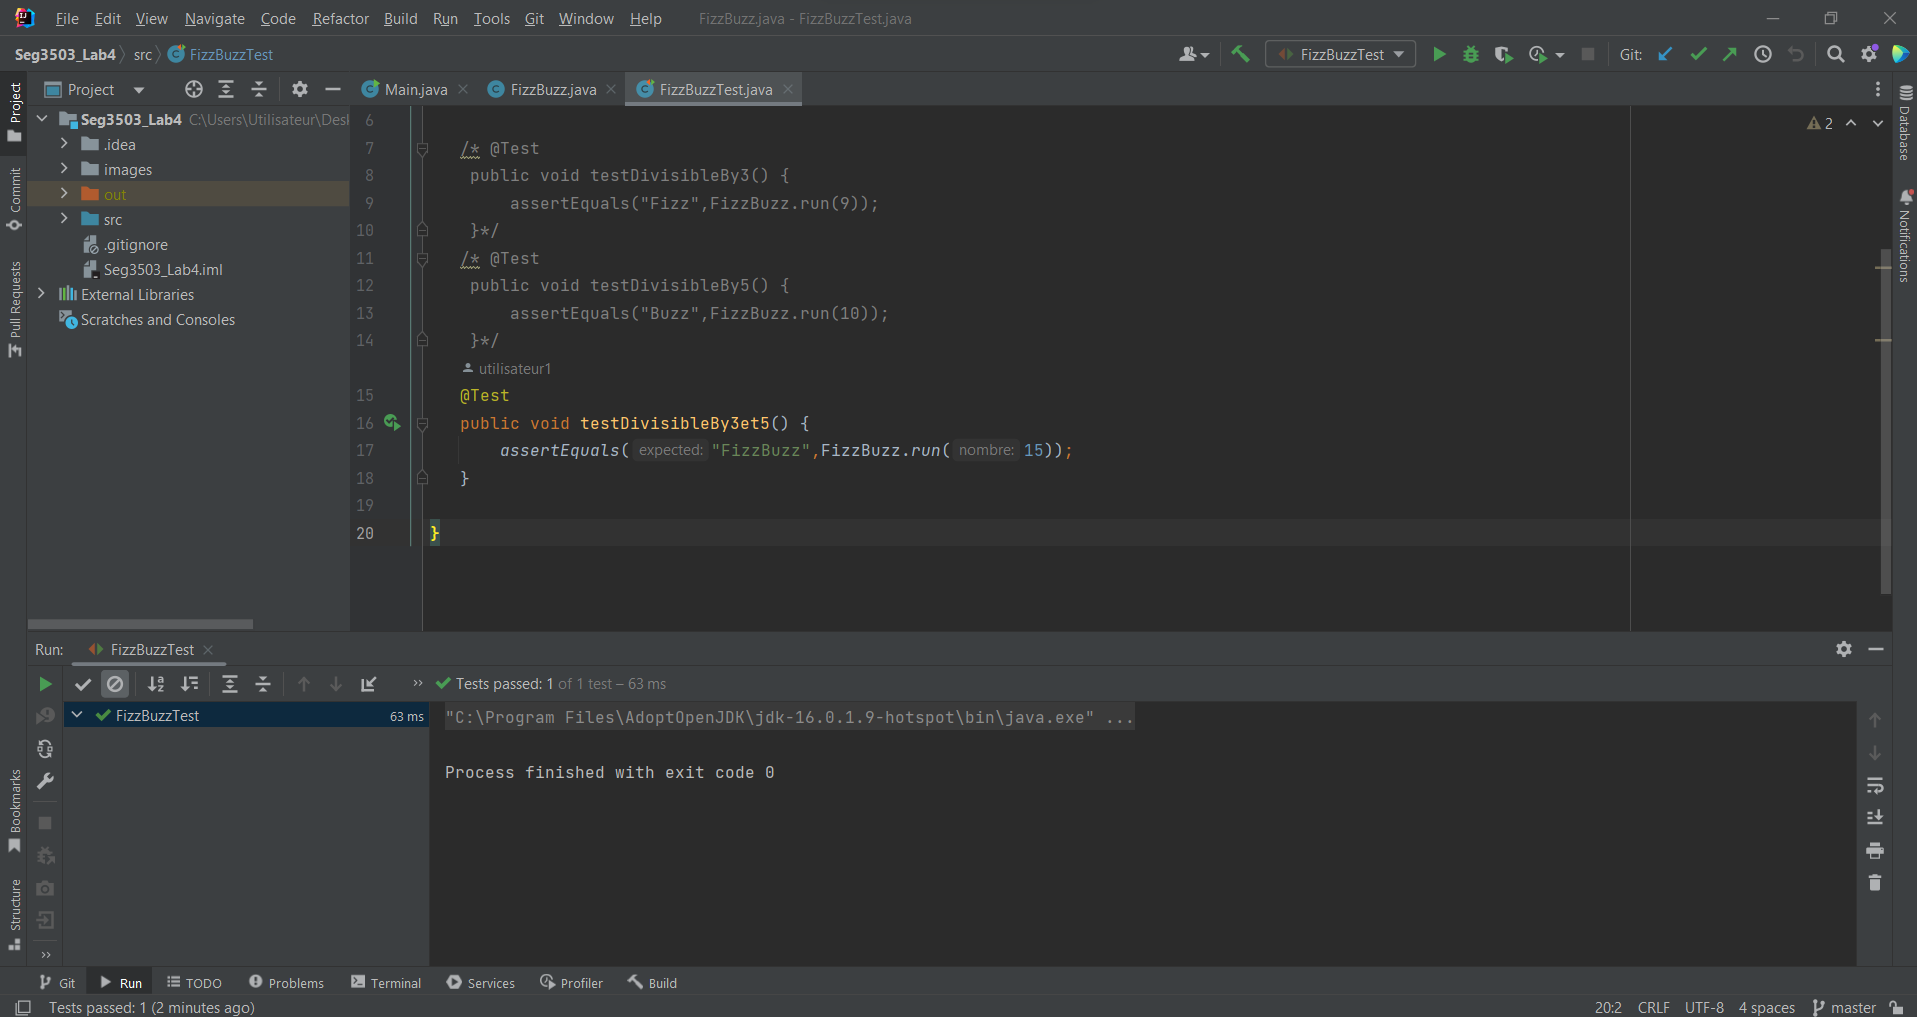 File Edit View Navigate Code Refactor Build Run Tools Git Window Help FizzBuzz.java - FizzBuzzTest.java
Seg3503_Lab4 src FizzBuzzTest FizzBuzzTest Git:
Project Main.java FizzBuzz.java FizzBuzzTest.java
Seg3503_Lab4 C:\Users\Utilisateur\Desk
.idea
images
out
src
.gitignore
Seg3503_Lab4.iml
External Libraries
Scratches and Consoles
6
7 /* @Test
8 public void testDivisibleBy3() {
9 assertEquals("Fizz",FizzBuzz.run(9));
10 }*/
11 /* @Test
12 public void testDivisibleBy5() {
13 assertEquals("Buzz",FizzBuzz.run(10));
14 }*/
utilisateur1
15 @Test
16 public void testDivisibleBy3et5() {
17 assertEquals( expected: "FizzBuzz",FizzBuzz.run( nombre: 15));
18 }
19
20 }
2
Project
Commit
Pull Requests
Bookmarks
Structure
Database
Notifications
Run: FizzBuzzTest
>> Tests passed: 1 of 1 test – 63 ms
FizzBuzzTest 63 ms
"C:\Program Files\AdoptOpenJDK\jdk-16.0.1.9-hotspot\bin\java.exe" ...
Process finished with exit code 0
>>
Git Run TODO Problems Terminal Services Profiler Build
Tests passed: 1 (2 minutes ago) 20:2 CRLF UTF-8 4 spaces master